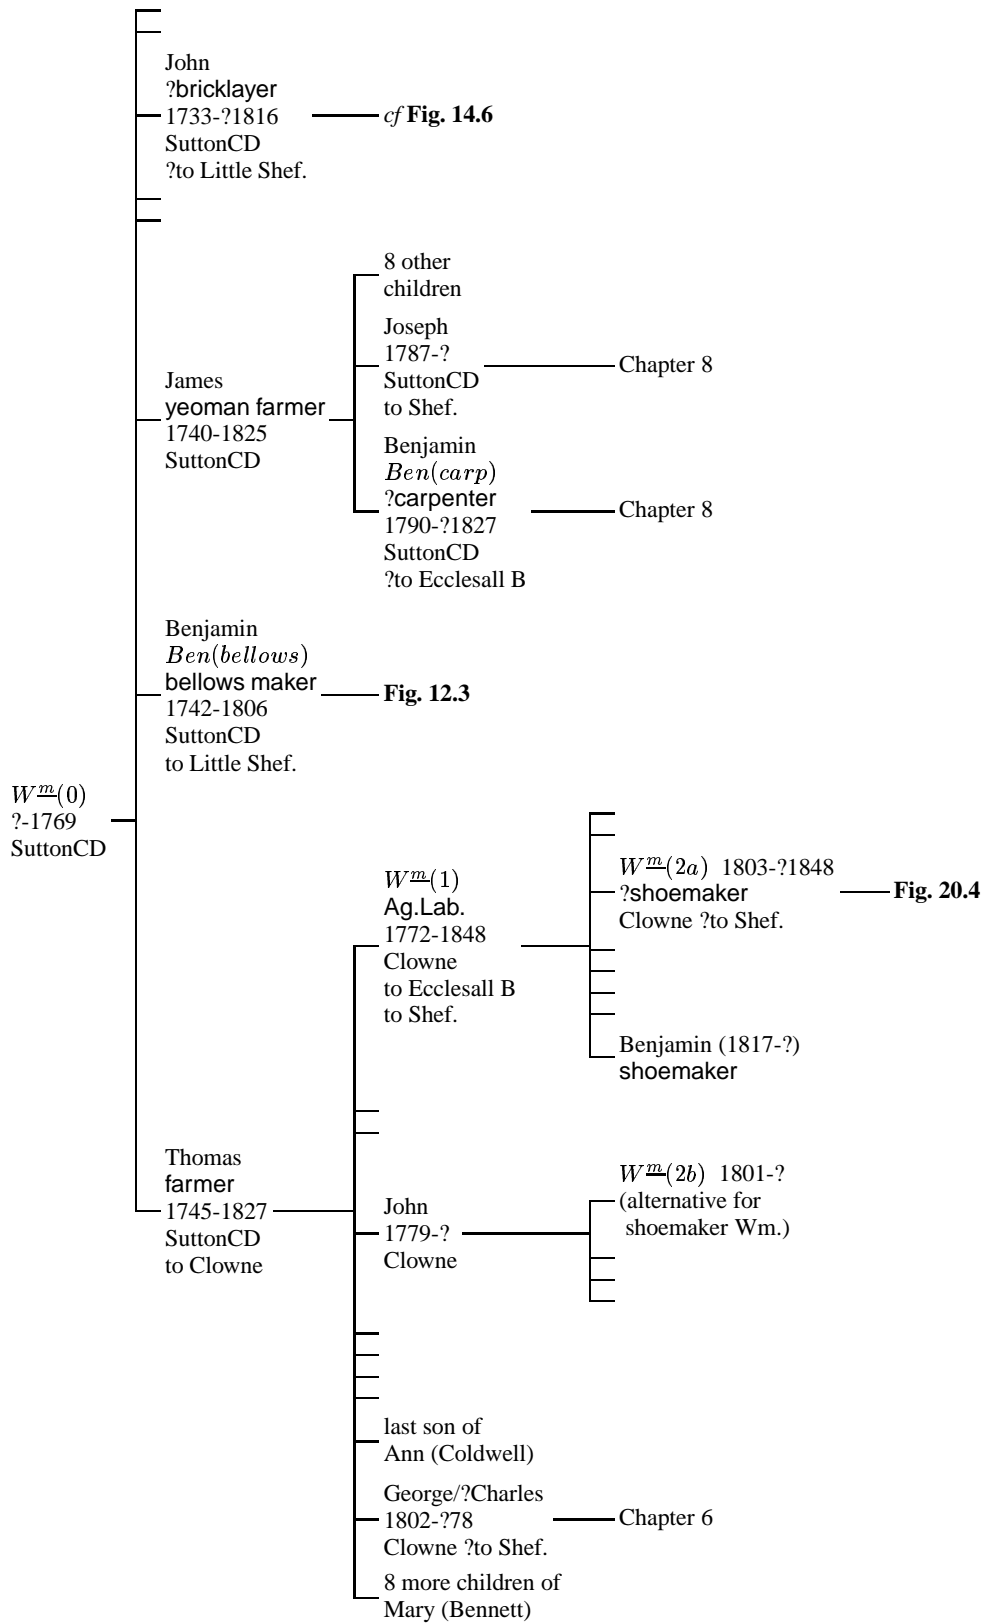 John
?bricklayer
1733-?1816
SuttonCD
?to Little Shef.
cf Fig. 14.6
8 other
children
Joseph
1787-?
SuttonCD
to Shef.
Chapter 8
James
yeoman farmer
1740-1825
SuttonCD
Benjamin
Ben(carp)
?carpenter
1790-?1827
SuttonCD
?to Ecclesall B
Chapter 8
Benjamin
Ben(bellows)
bellows maker
1742-1806
SuttonCD
to Little Shef.
Fig. 12.3
Wm(0)
?-1769
SuttonCD
Wm(1)
Ag.Lab.
1772-1848
Clowne
to Ecclesall B
to Shef.
Wm(2a) 1803-?1848
?shoemaker
Clowne ?to Shef.
Fig. 20.4
Benjamin (1817-?)
shoemaker
Thomas
farmer
1745-1827
SuttonCD
to Clowne
John
1779-?
Clowne
Wm(2b) 1801-?
(alternative for
shoemaker Wm.)
last son of
Ann (Coldwell)
George/?Charles
1802-?78
Clowne ?to Shef.
Chapter 6
8 more children of
Mary (Bennett)